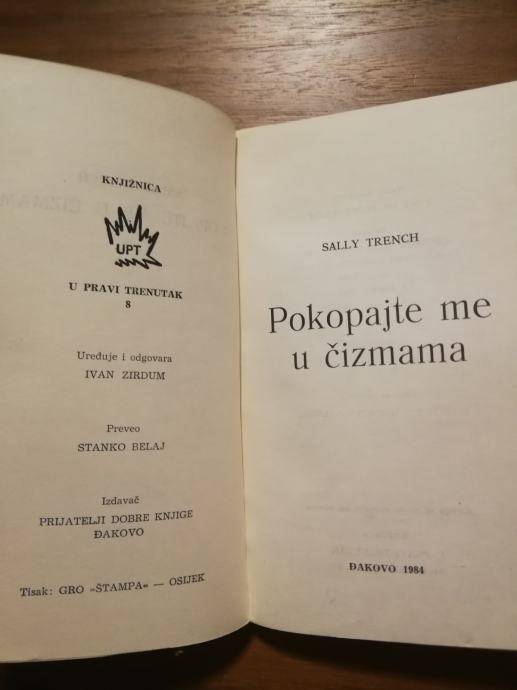 KNJIŽNICA
UPT
U PRAVI TRENUTAK
8
Uređuje i odgovara
IVAN ZIRDUM
Preveo
STANKO BELAJ
Izdavač
PRIJATELJI DOBRE KNJIGE
ĐAKOVO
Tisak: GRO »ŠTAMPA« — OSIJEK
SALLY TRENCH
Pokopajte me
u čizmama
ĐAKOVO 1984